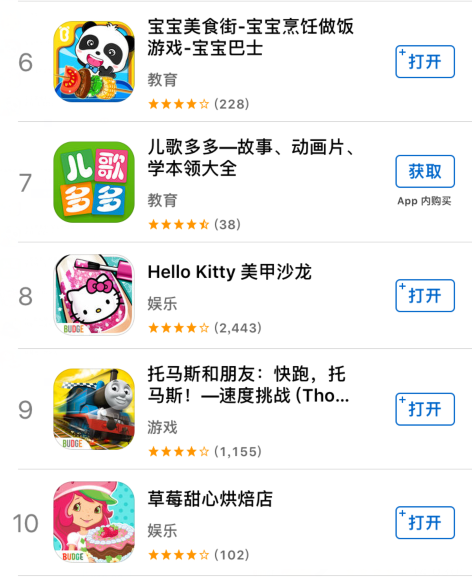 6
宝宝美食街-宝宝烹饪做饭
游戏-宝宝巴士
教育
★★★★☆ (228)
+打开
7
儿歌
多多
儿歌多多—故事、动画片、
学本领大全
教育
(38)
获取
App 内购买
8
BUDGE
Hello Kitty 美甲沙龙
娱乐
★★★★☆ (2,443)
+打开
9
BUDGE
托马斯和朋友：快跑，托
马斯！—速度挑战 (Tho...
游戏
★★★★☆ (1,155)
+打开
10
BUDGE
草莓甜心烘焙店
娱乐
★★★★☆ (102)
+打开